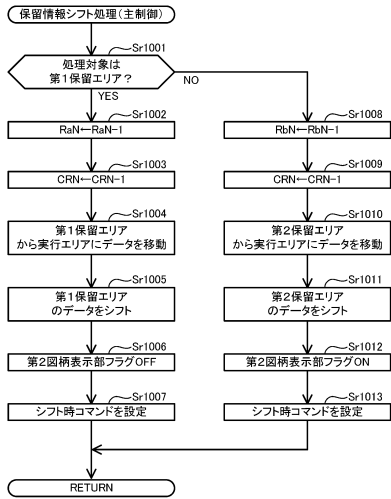 保留情報シフト処理(主制御)
Sr1001
処理対象は
第1保留エリア?
YES
NO
Sr1002
RaN←RaN-1
Sr1003
CRN←CRN-1
Sr1004
第1保留エリア
から実行エリアにデータを移動
Sr1005
第1保留エリア
のデータをシフト
Sr1006
第2図柄表示部フラグOFF
Sr1007
シフト時コマンドを設定
Sr1008
RbN←RbN-1
Sr1009
CRN←CRN-1
Sr1010
第2保留エリア
から実行エリアにデータを移動
Sr1011
第2保留エリア
のデータをシフト
Sr1012
第2図柄表示部フラグON
Sr1013
シフト時コマンドを設定
RETURN